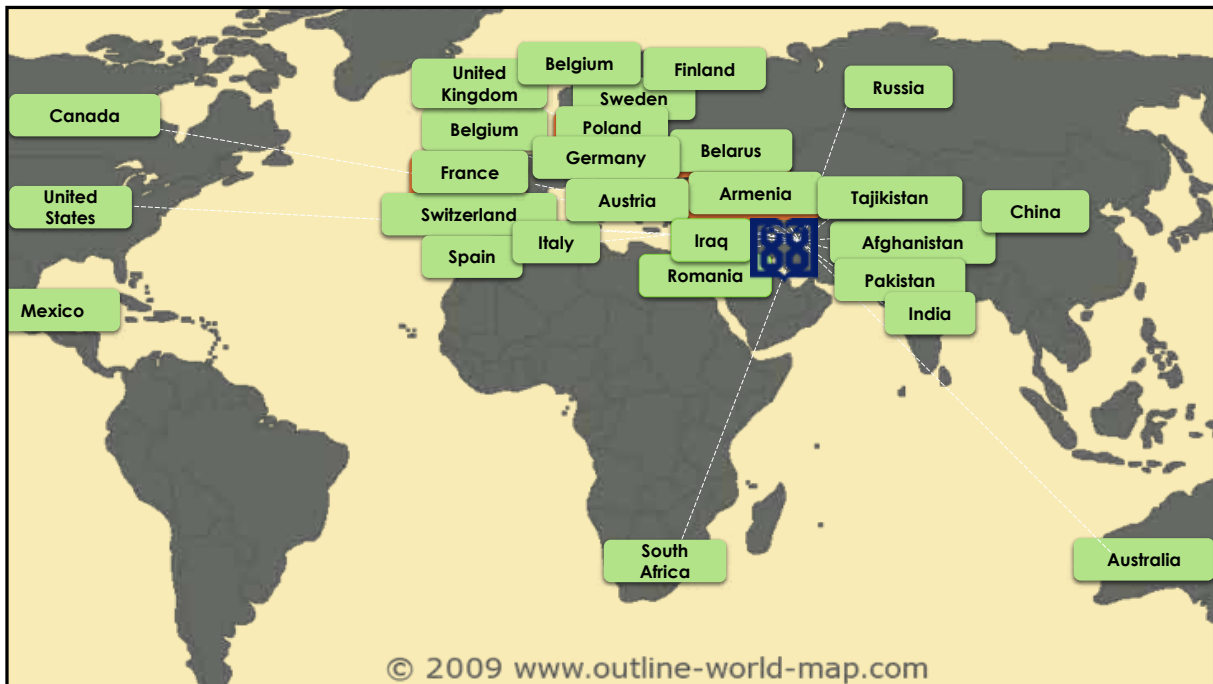 Belgium
Finland
United
Kingdom
Russia
Sweden
Canada
Belgium
Poland
Germany
Belarus
France
Austria
Armenia
Tajikistan
United
States
Switzerland
China
Italy
Iraq
Afghanistan
Spain
Romania
Pakistan
Mexico
India
South
Africa
Australia
© 2009 www.outline-world-map.com